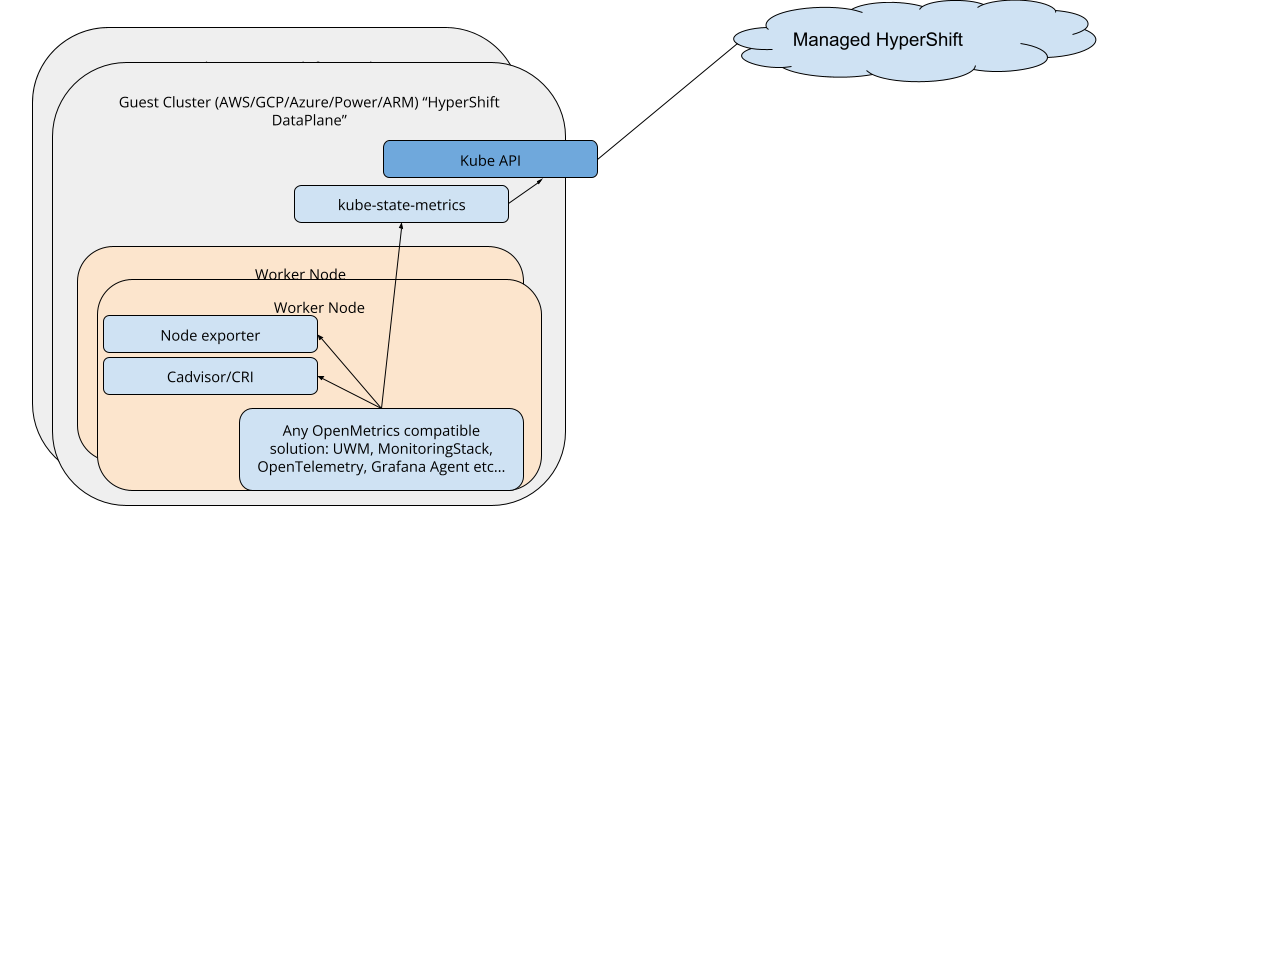 Managed HyperShift
Guest Cluster (AWS/GCP/Azure/Power/ARM) “HyperShift
DataPlane”
Kube API
kube-state-metrics
Worker Node
Worker Node
Node exporter
Cadvisor/CRI
Any OpenMetrics compatible
solution: UWM, MonitoringStack,
OpenTelemetry, Grafana Agent etc...